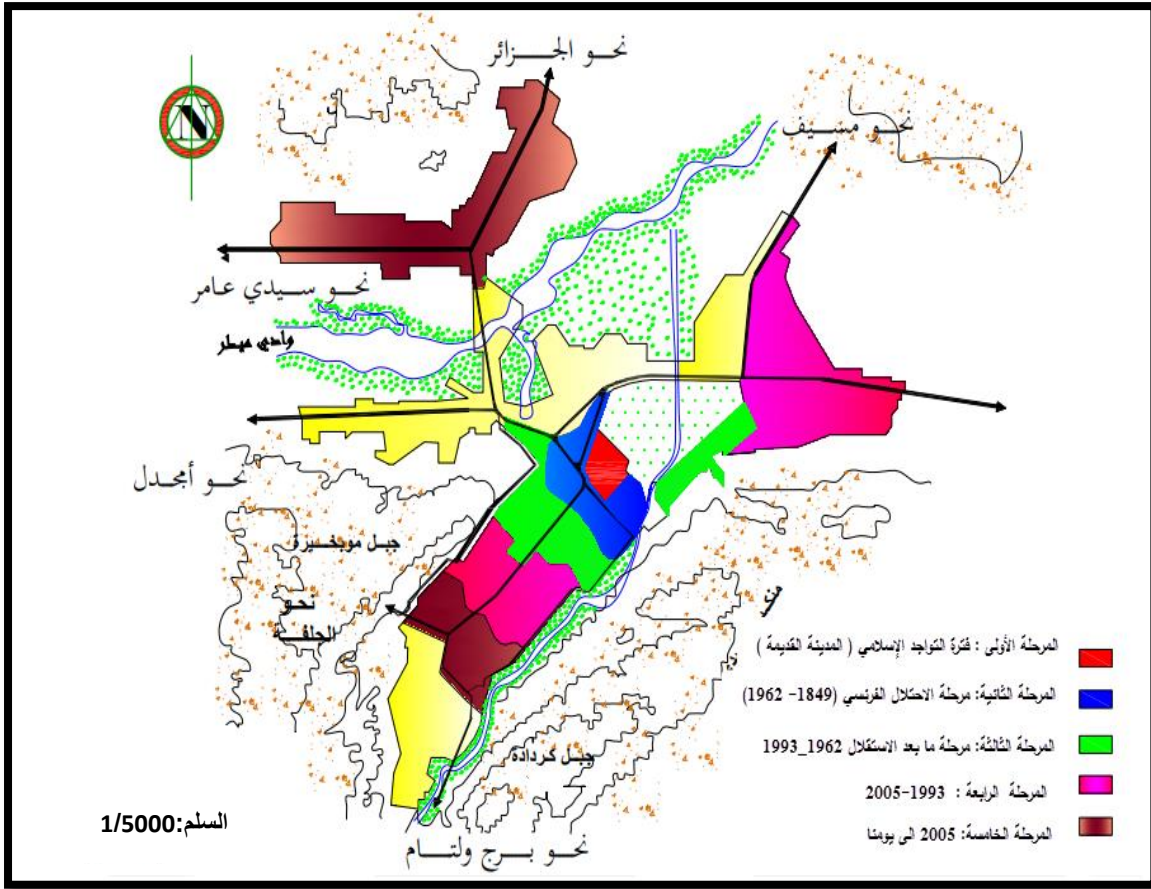 نحو الجزائر
N
نحو مسيف
نحو سيدي عامر
وادي ميطر
نحو أمجدل
جبل موبخيرة
نحو
الجلفة
المرحلة الأولى : فترة التواجد الإسلامي ( المدينة القديمة )
المرحلة الثانية: مرحلة الاحتلال الفرنسي (1849- 1962)
المرحلة الثالثة: مرحلة ما بعد الاستقلال 1962_1993
المرحلة الرابعة : 1993-2005
المرحلة الخامسة: 2005 الى يومنا
جبل كردادة
السلم:1/5000
نحو برج ولتام